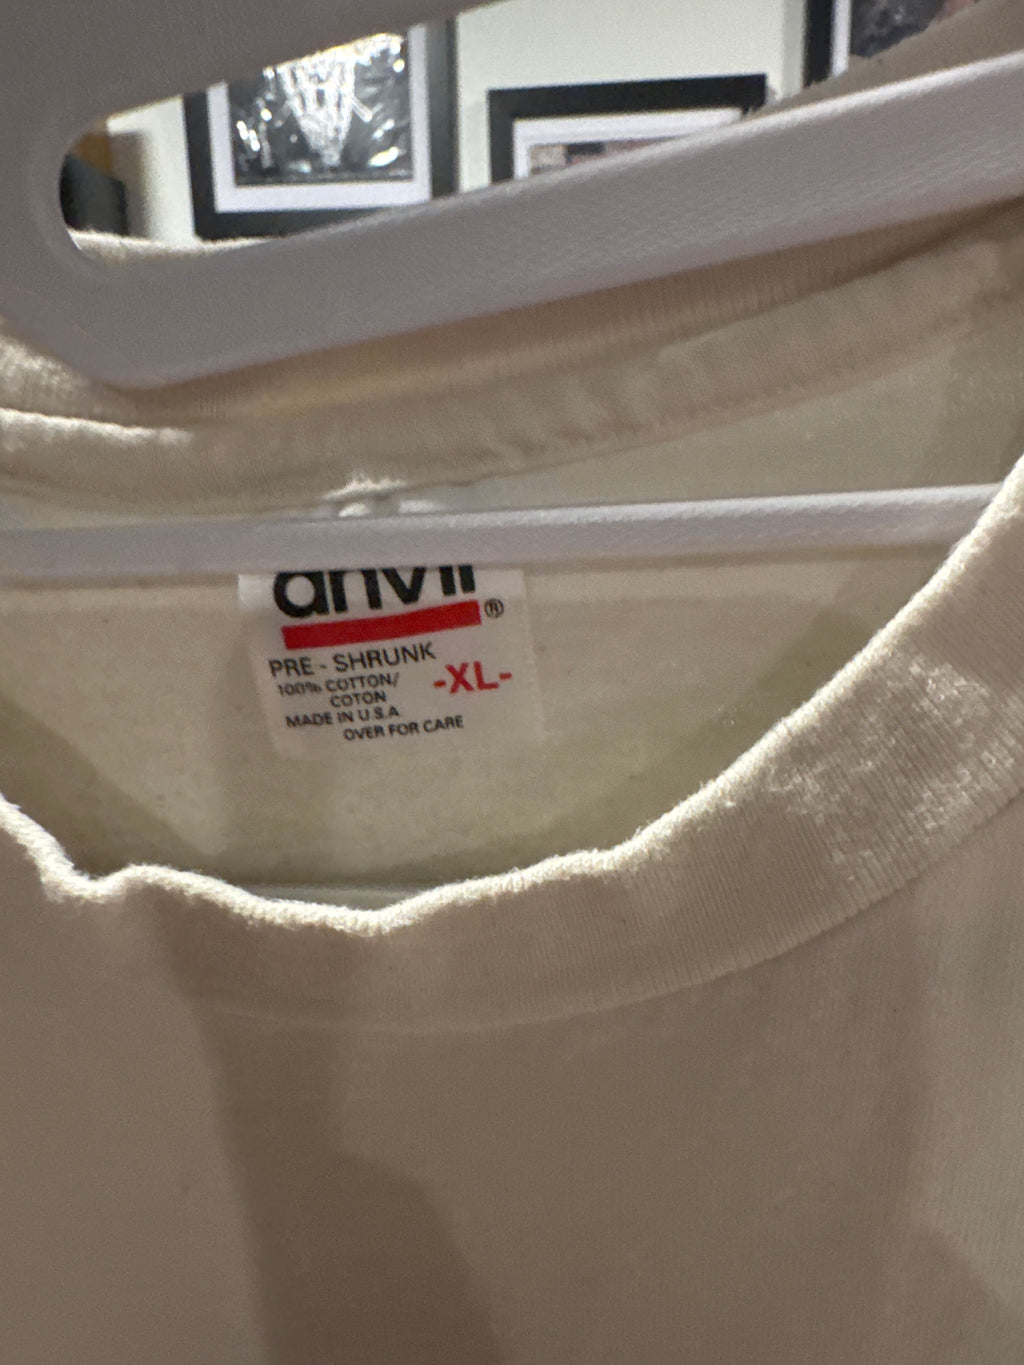 anvil ®
PRE - SHRUNK
100% COTTON/
COTON
-XL-
MADE IN U.S.A
OVER FOR CARE